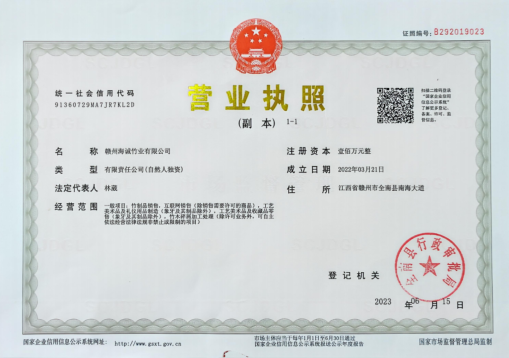 证照编号：B292019023
统一社会信用代码
91360729MA7JR7KL2D
营业执照
(副 本) 1-1
扫描二维码登录
“国家企业信用
信息公示系统”
了解更多登记、
备案、许可、监
管信息。
名 称 赣州海诚竹业有限公司
注册资本 壹佰万元整
类 型 有限责任公司(自然人独资)
成立日期 2022年03月21日
法定代表人 林葳
住 所 江西省赣州市全南县南海大道
经营范围 一般项目：竹制品销售，互联网销售（除销售需要许可的商品），工艺
美术品及礼仪用品制造（象牙及其制品除外），工艺美术品及收藏品零
售（象牙及其制品除外），竹木碎屑加工处理（除许可业务外，可自主
依法经营法律法规非禁止或限制的项目）
全南县行政审批局
登记机关
2023 年 06 月 15 日
国家企业信用信息公示系统网址： http://www.gsxt.gov.cn
市场主体应当于每年1月1日至6月30日通过
国家企业信用信息公示系统报送公示年度报告
国家市场监督管理总局监制